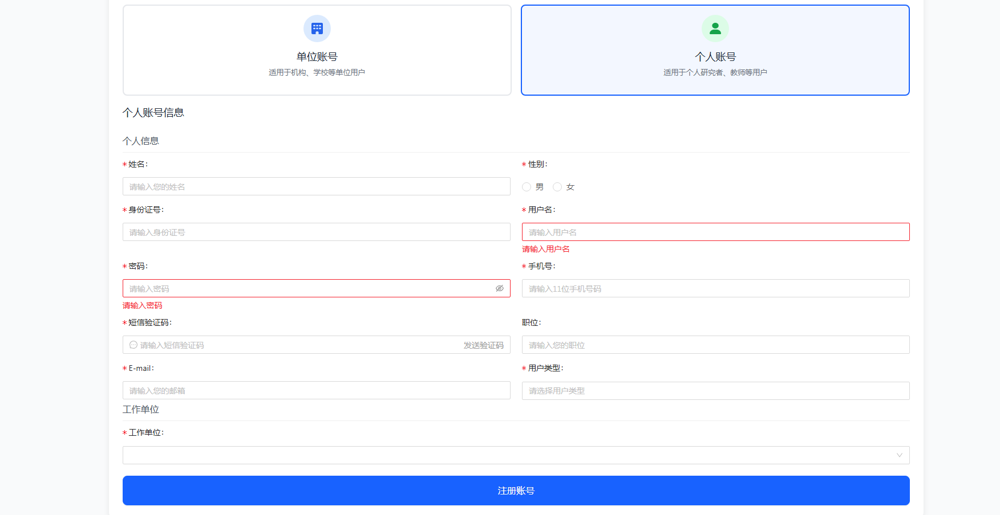 单位账号
适用于机构、学校等单位用户
个人账号
适用于个人研究者、教师等用户
个人账号信息
个人信息
* 姓名:
请输入您的姓名
* 性别:
男 女
* 身份证号:
请输入身份证号
* 用户名:
请输入用户名
请输入用户名
* 密码:
请输入密码
请输入密码
* 手机号:
请输入11位手机号码
* 短信验证码:
请输入短信验证码 发送验证码
职位:
请输入您的职位
* E-mail:
请输入您的邮箱
* 用户类型:
请选择用户类型
工作单位
* 工作单位:
注册账号